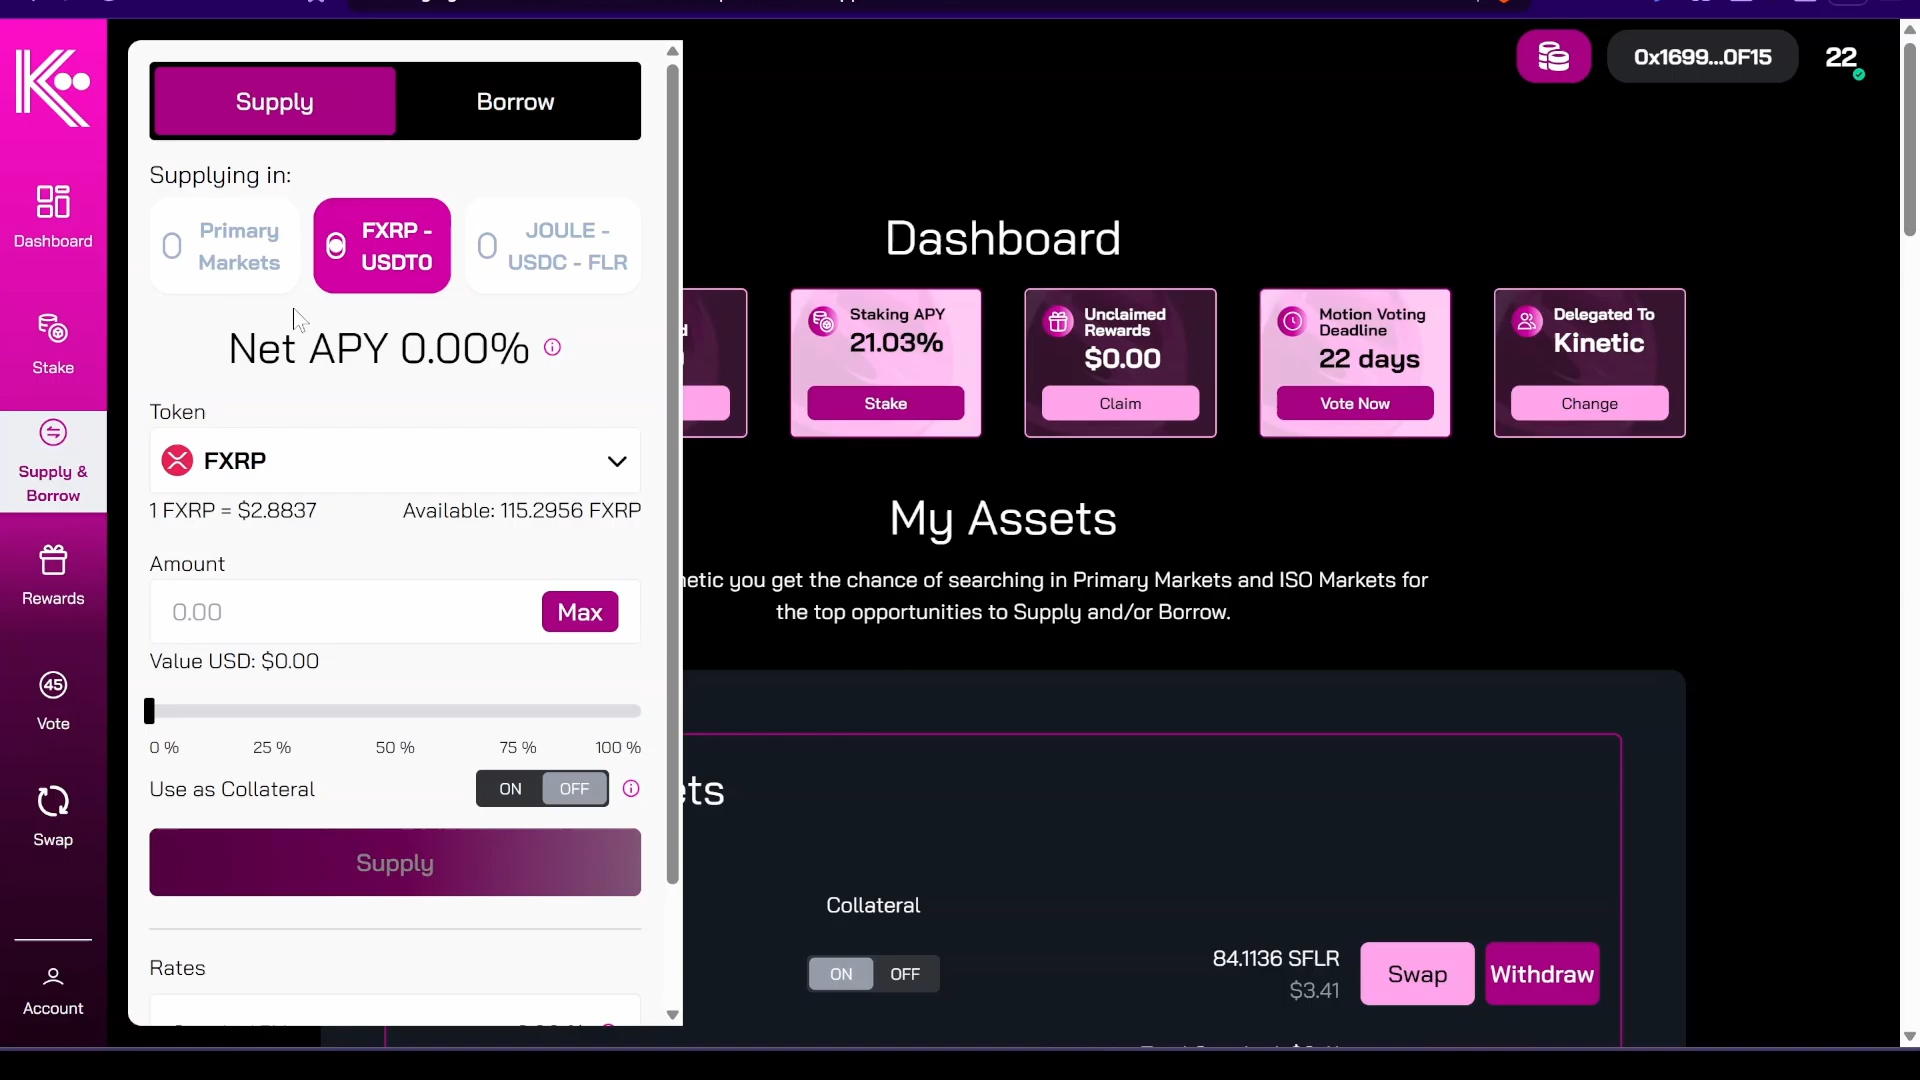 0x1699...0F15
22
Supply
Borrow
Supplying in:
Primary
Markets
FXRP -
USDT0
JOULE -
USDC - FLR
Net APY 0.00%
Token
FXRP
1 FXRP = $2.8837
Available: 115.2956 FXRP
Amount
0.00
Max
Value USD: $0.00
0 %
25 %
50 %
75 %
100 %
Use as Collateral
ON
OFF
Supply
Rates
Dashboard
Stake
Supply &
Borrow
Rewards
45
Vote
Swap
Account
Dashboard
Staking APY
21.03%
Stake
Unclaimed
Rewards
$0.00
Claim
Motion Voting
Deadline
22 days
Vote Now
Delegated To
Kinetic
Change
My Assets
netic you get the chance of searching in Primary Markets and ISO Markets for
the top opportunities to Supply and/or Borrow.
ets
Collateral
ON
OFF
84.1136 SFLR
$3.41
Swap
Withdraw